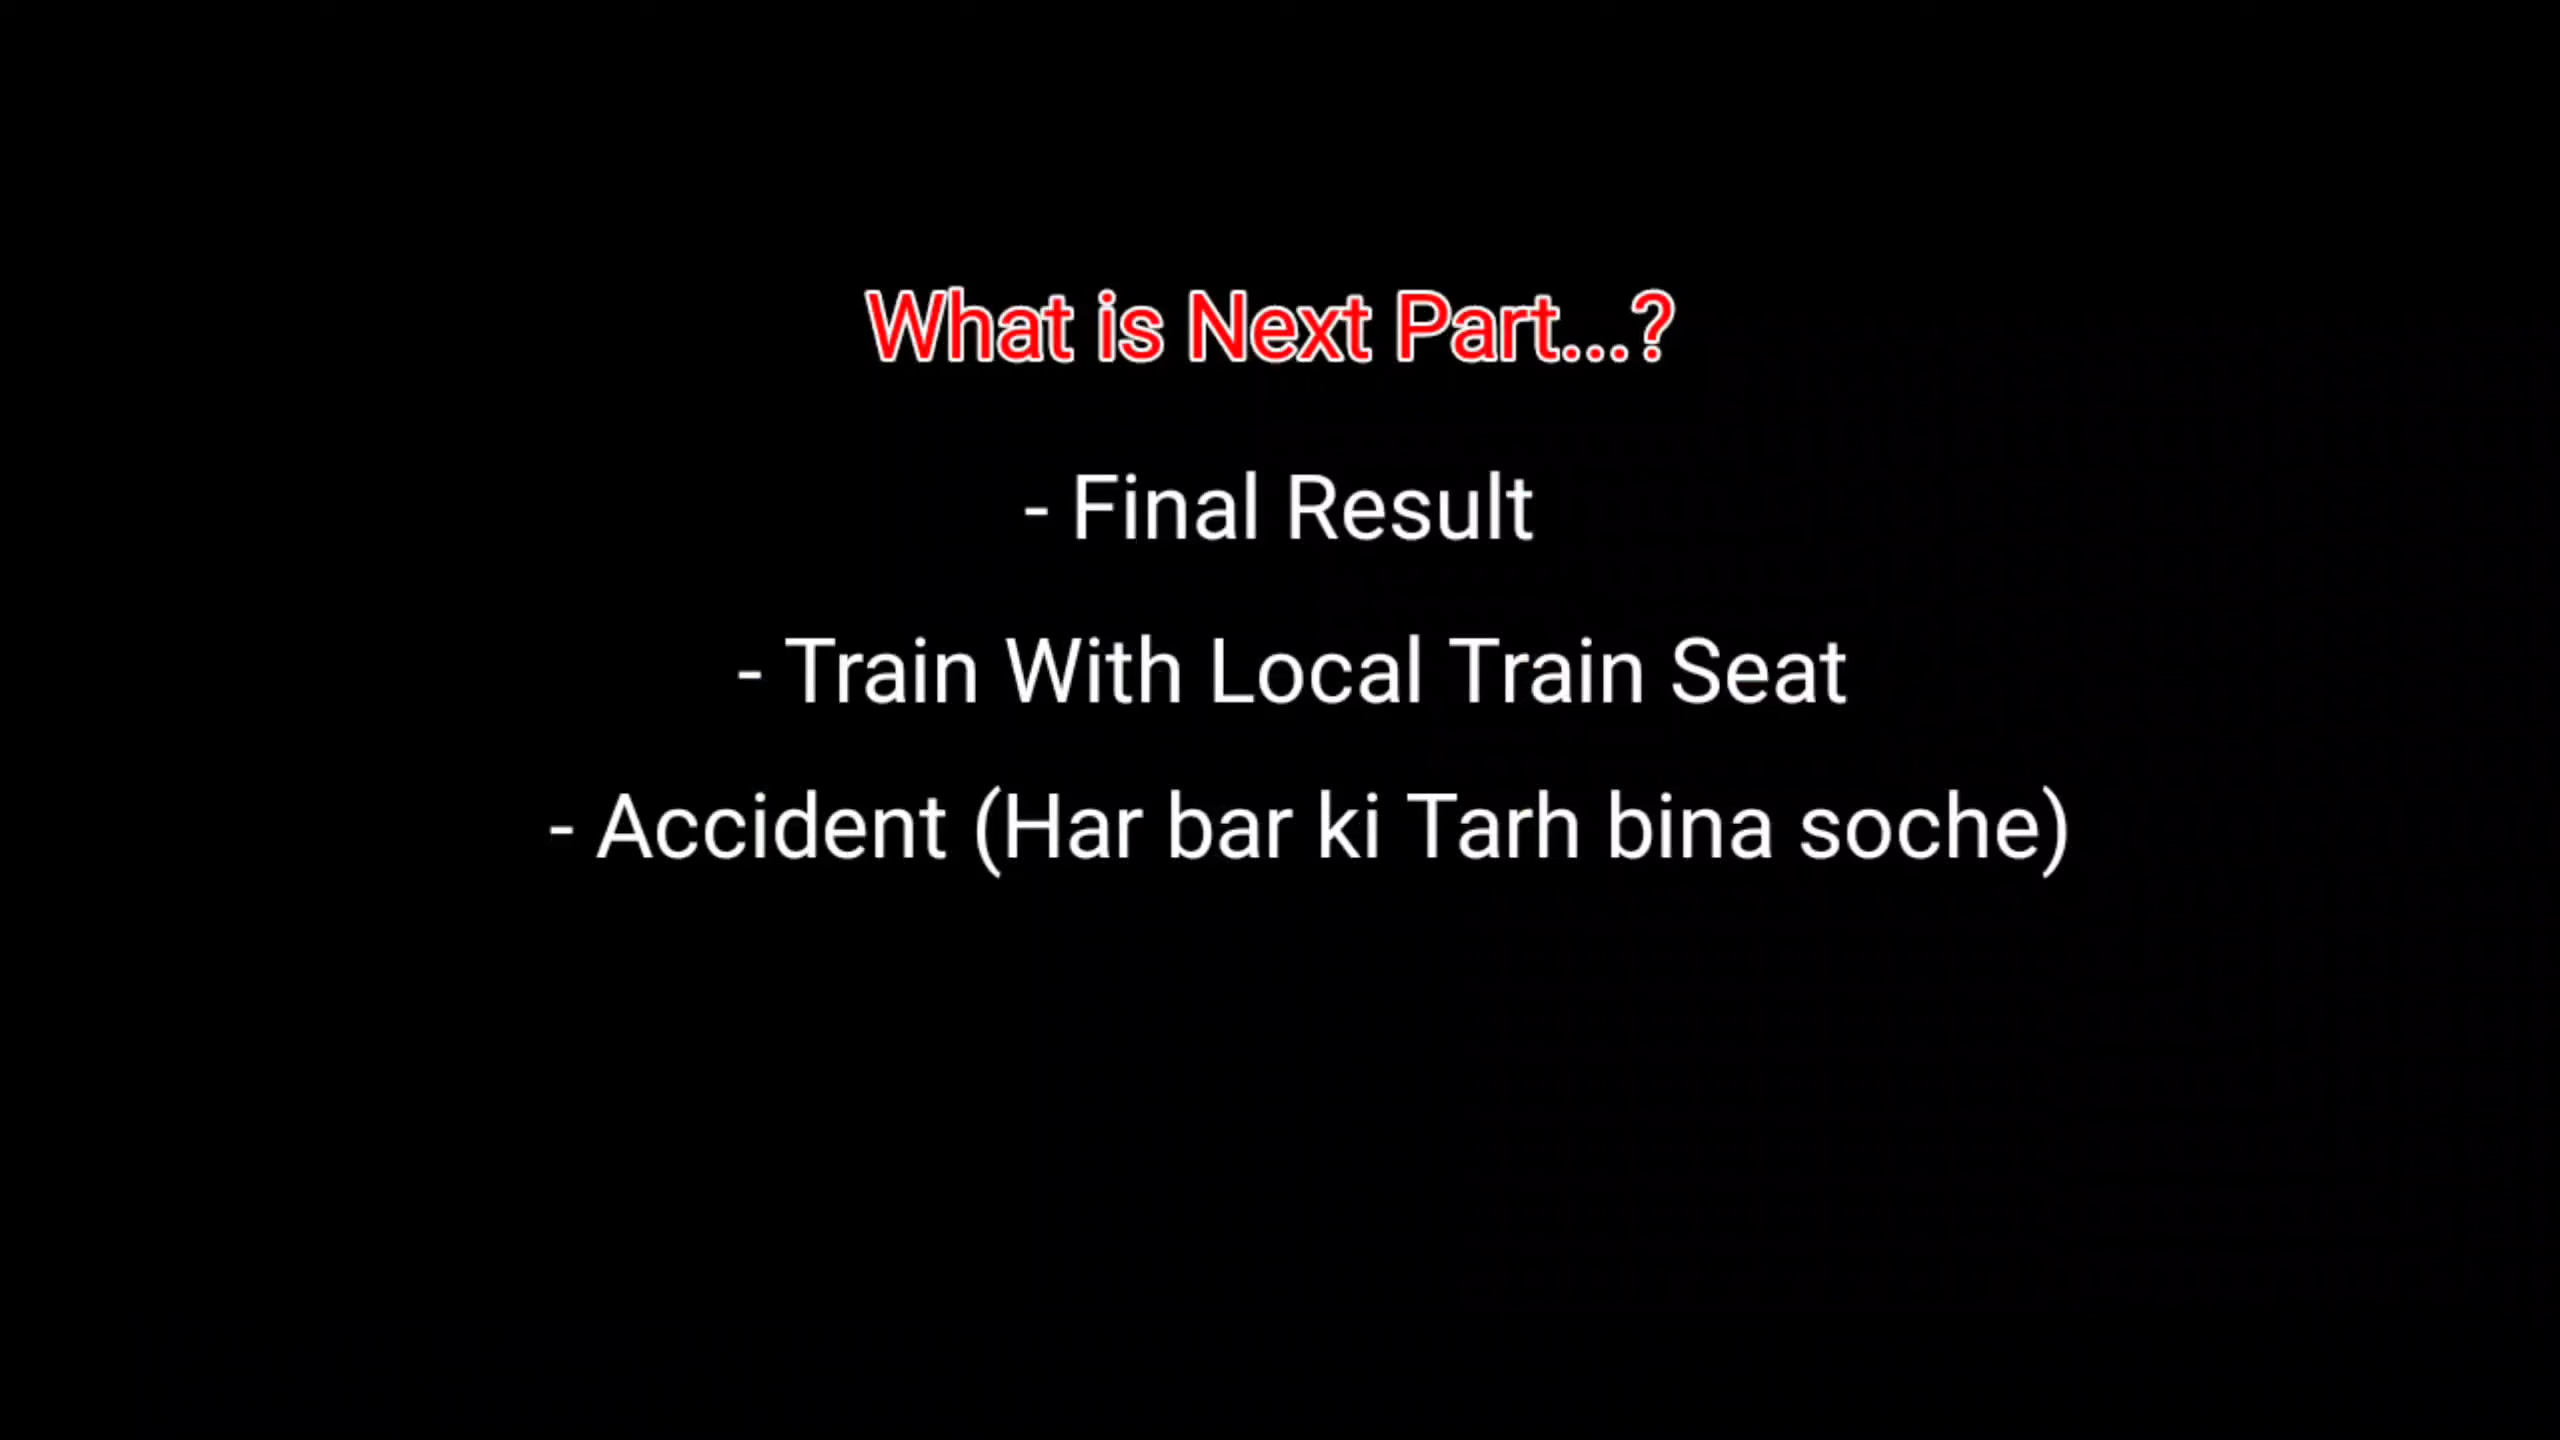 What is Next Part...?
- Final Result
- Train With Local Train Seat
- Accident (Har bar ki Tarh bina soche)